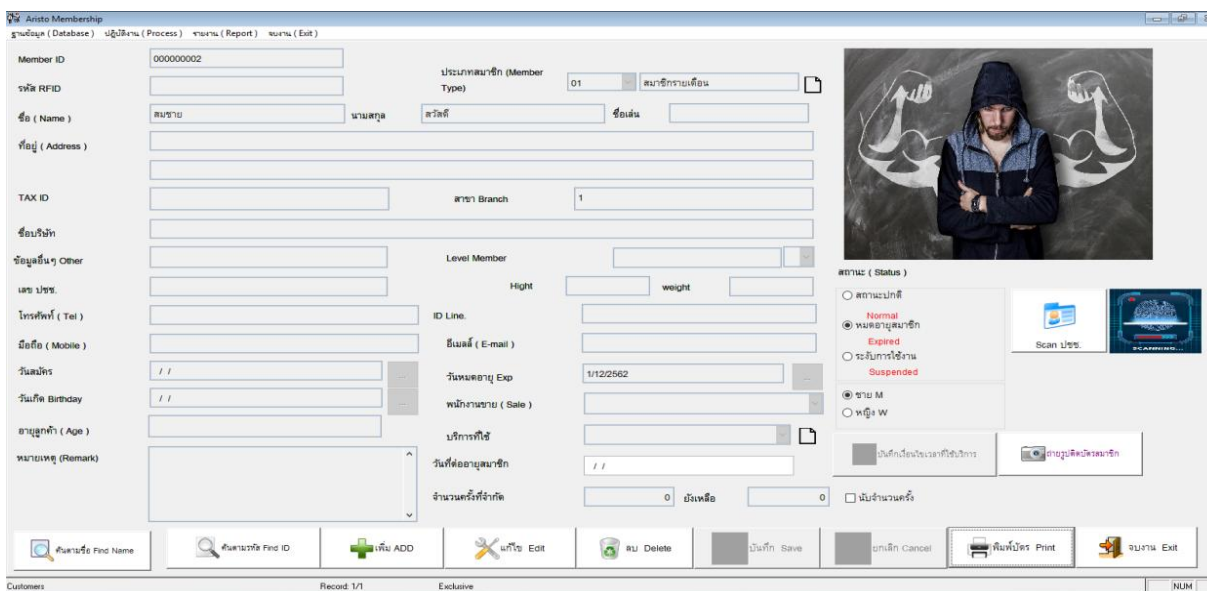 Aristo Membership
ฐานข้อมูล ( Database ) ปฏิบัติงาน ( Process ) รายงาน ( Report ) จบงาน ( Exit )
Member ID 000000002
รหัส RFID ประเภทสมาชิก (Member Type) 01 สมาชิกรายเดือน
ชื่อ ( Name ) สมชาย นามสกุล สวัสดี ชื่อเล่น
ที่อยู่ ( Address )
TAX ID สาขา Branch 1
ชื่อบริษัท
ข้อมูลอื่นๆ Other Level Member
เลข ปชช. Hight weight
โทรศัพท์ ( Tel ) ID Line.
มือถือ ( Mobile ) อีเมลล์ ( E-mail )
วันสมัคร / / ... วันหมดอายุ Exp 1/12/2562 ...
วันเกิด Birthday / / ... พนักงานขาย ( Sale )
อายุลูกค้า ( Age ) บริการที่ใช้
หมายเหตุ (Remark) วันที่ต่ออายุสมาชิก / /
จำนวนครั้งที่จำกัด 0 ยังเหลือ 0 นับจำนวนครั้ง
สถานะ ( Status )
สถานะปกติ
Normal
หมดอายุสมาชิก
Expired
ระงับการใช้งาน
Suspended
Scan ปชช. SCANNING...
ชาย M
หญิง W
บันทึกเงื่อนไขเวลาที่ใช้บริการ ถ่ายรูปติดบัตรสมาชิก
ค้นตามชื่อ Find Name ค้นตามรหัส Find ID เพิ่ม ADD แก้ไข Edit ลบ Delete บันทึก Save ยกเลิก Cancel พิมพ์บัตร Print จบงาน Exit
Customers Record: 1/1 Exclusive NUM